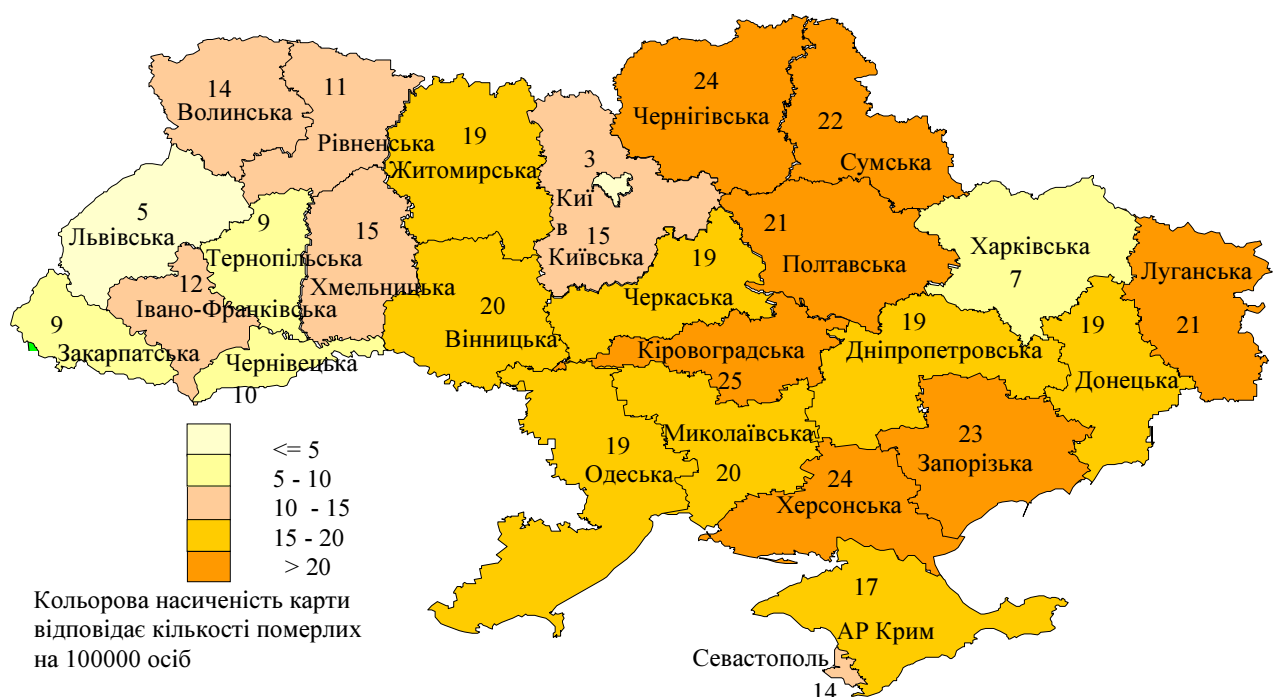 14
Волинська
11
Рівненська
19
Житомирська
3
Киї
в
15
Київська
24
Чернігівська
22
Сумська
5
Львівська
9
Тернопільська
15
Хмельницька
12
Івано-Франківська
9
Закарпатська
Чернівецька
10
20
Вінницька
19
Черкаська
21
Полтавська
Харківська
7
Луганська
21
Кіровоградська
25
19
Дніпропетровська
19
Донецька
1
19
Одеська
Миколаївська
20
24
Херсонська
23
Запорізька
17
АР Крим
Севастополь
14
<= 5
5 - 10
10 - 15
15 - 20
> 20
Кольорова насиченість карти
відповідає кількості померлих
на 100000 осіб